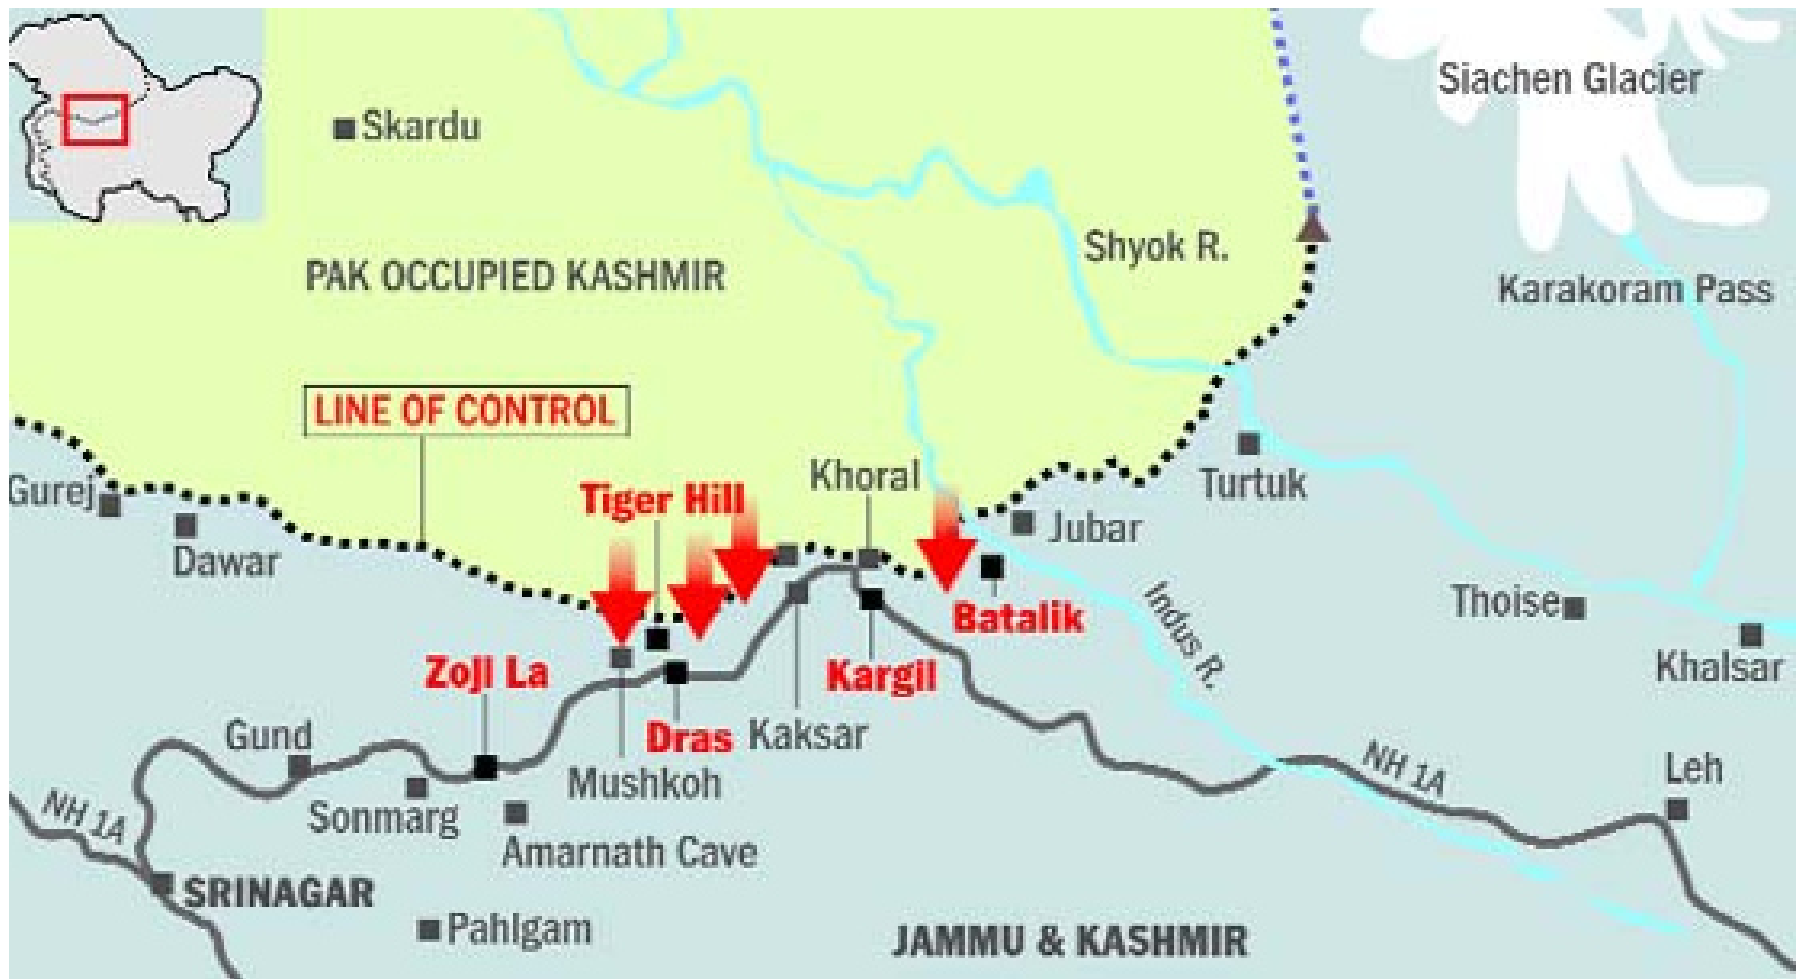 Siachen Glacier
Skardu
Shyok R.
PAK OCCUPIED KASHMIR
Karakoram Pass
LINE OF CONTROL
Khoral
Gurej
Tiger Hill
Turtuk
Jubar
Dawar
Indus R.
Thoise
Batalik
Khalsar
Zoji La
Kargil
Gund
Dras
Kaksar
NH 1A
Leh
Mushkoh
NH 1A
Sonmarg
Amarnath Cave
SRINAGAR
Pahlgam
JAMMU & KASHMIR